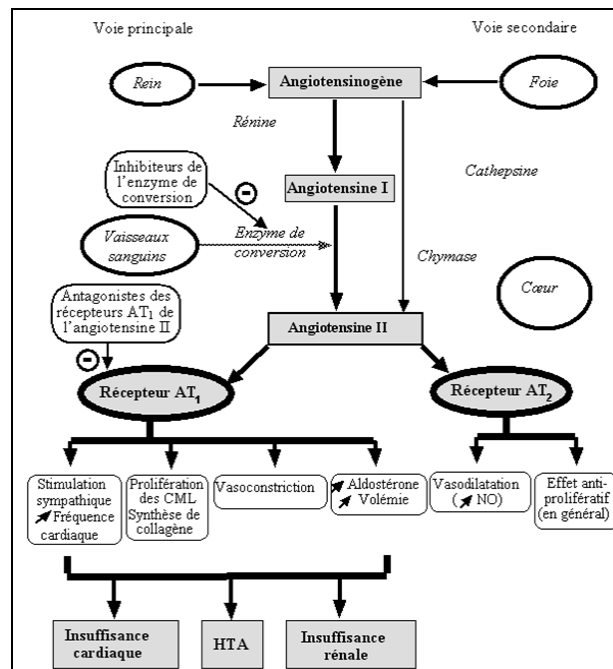 Voie principale
Voie secondaire
Rein
Angiotensinogène
Foie
Rénine
Cathepsine
Inhibiteurs de
l'enzyme de
conversion
Angiotensine I
Vaisseaux
sanguins
Enzyme de
conversion
Chymase
Cœur
Antagonistes des
récepteurs AT1 de
l'angiotensine II
Angiotensine II
Récepteur AT1
Récepteur AT2
Stimulation
sympathique
Fréquence
cardiaque
Prolifération
des CML
Synthèse de
collagène
Vasoconstriction
Aldostérone
Volémie
Vasodilatation
( NO)
Effet anti-
prolifératif
(en général)
Insuffisance
cardiaque
HTA
Insuffisance
rénale